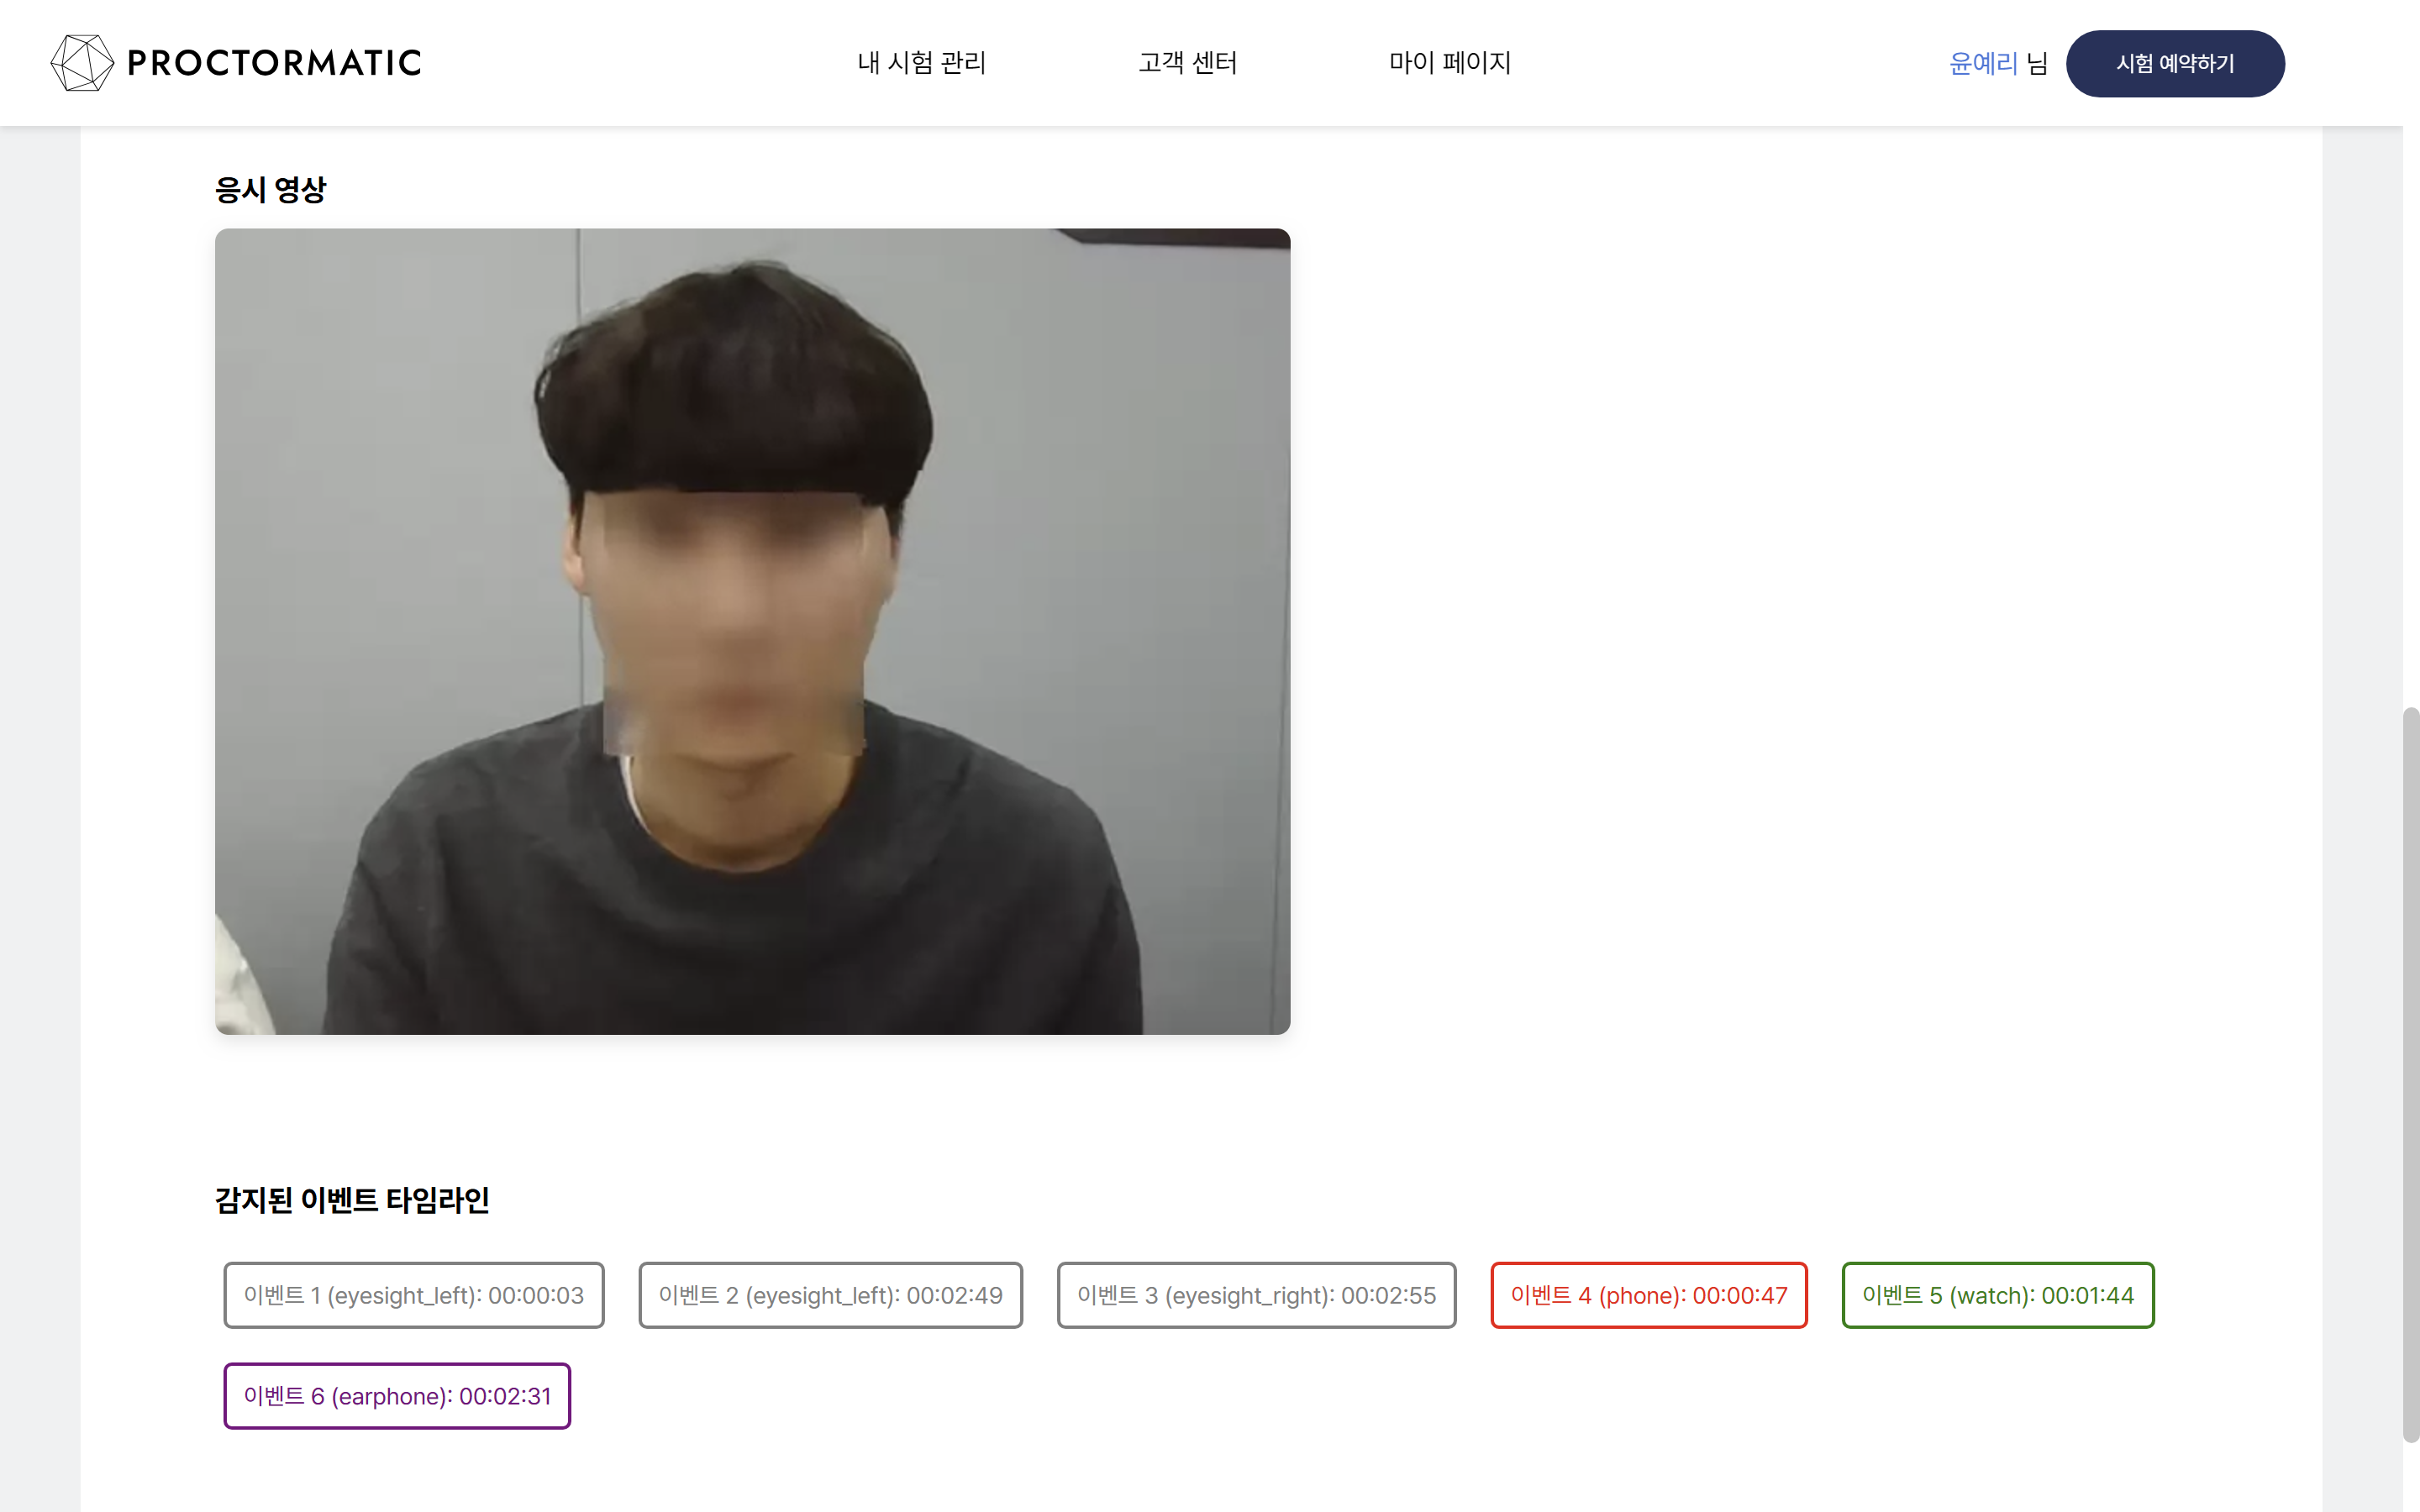 PROCTORMATIC
내 시험 관리
고객 센터
마이 페이지
윤예리 님
시험 예약하기
응시 영상
감지된 이벤트 타임라인
이벤트 1 (eyesight_left): 00:00:03
이벤트 2 (eyesight_left): 00:02:49
이벤트 3 (eyesight_right): 00:02:55
이벤트 4 (phone): 00:00:47
이벤트 5 (watch): 00:01:44
이벤트 6 (earphone): 00:02:31